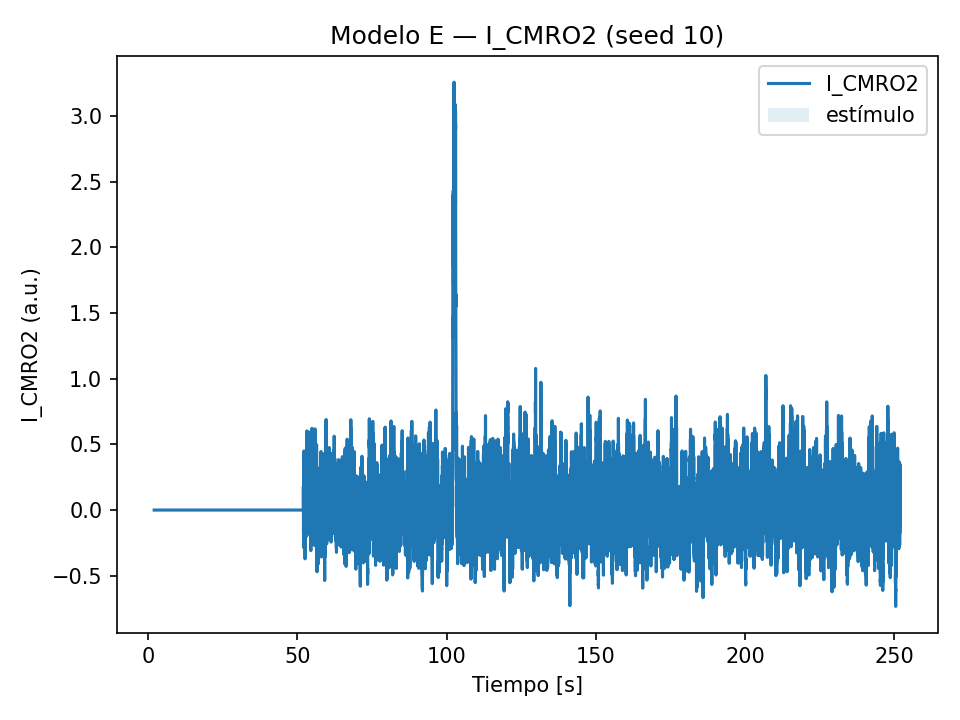 Modelo E — I_CMRO2 (seed 10)
I_CMRO2
estímulo
I_CMRO2 (a.u.)
3.0
2.5
2.0
1.5
1.0
0.5
0.0
−0.5
0 50 100 150 200 250
Tiempo [s]